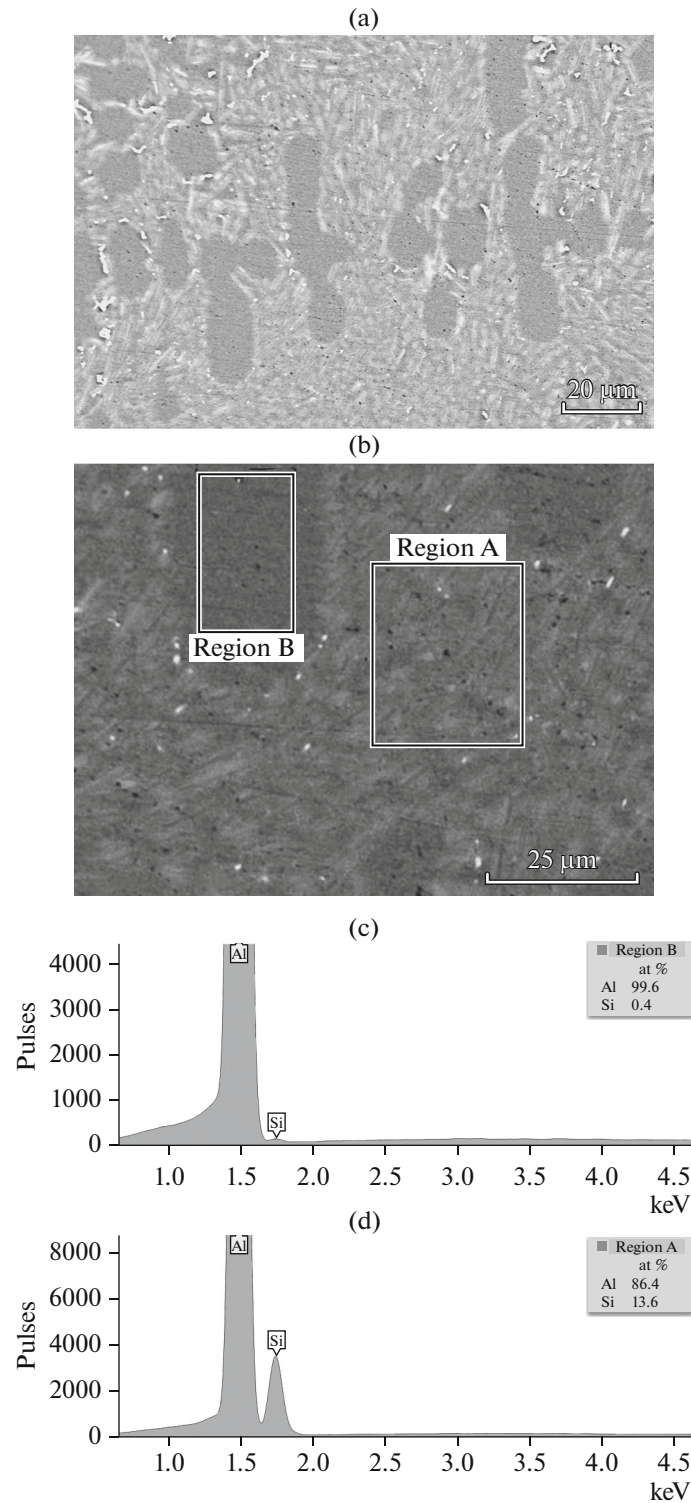 (a)
20 μm
(b)
Region A
Region B
25 μm
(c)
4000
3000
2000
1000
0
Pulses
Al
Si
Region B
at %
Al 99.6
Si 0.4
1.0 1.5 2.0 2.5 3.0 3.5 4.0 4.5
keV
(d)
8000
6000
4000
2000
0
Pulses
Al
Si
Region A
at %
Al 86.4
Si 13.6
1.0 1.5 2.0 2.5 3.0 3.5 4.0 4.5
keV